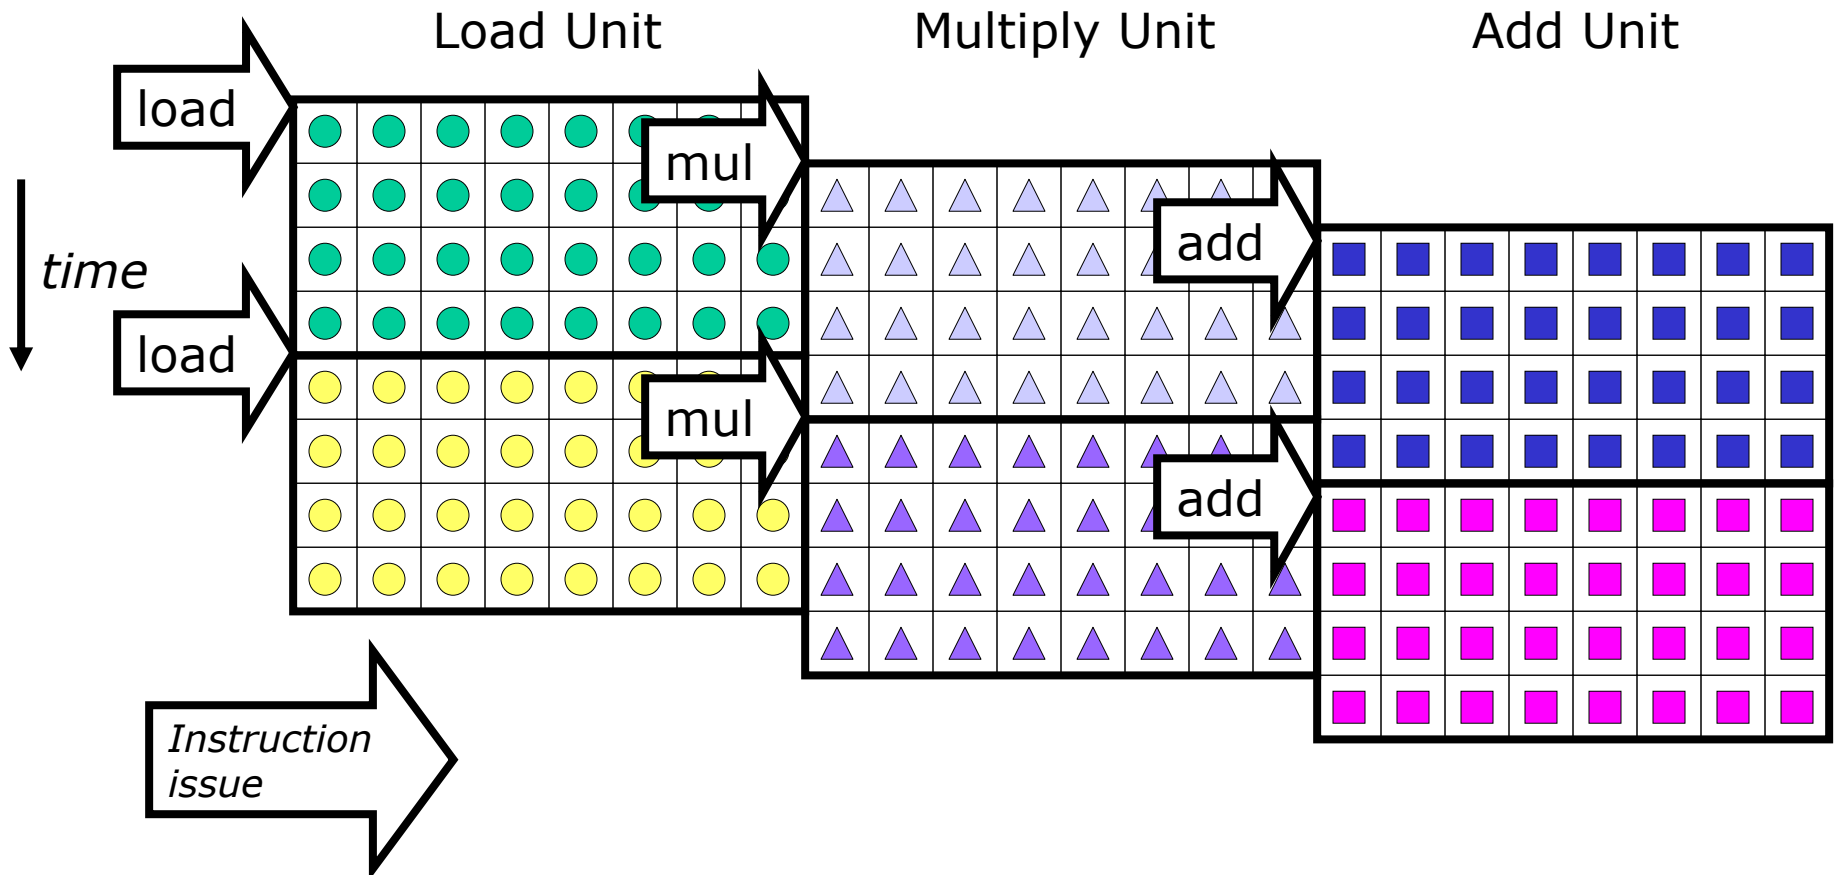 Load Unit
Multiply Unit
Add Unit
load
mul
add
time
load
mul
add
Instruction
issue